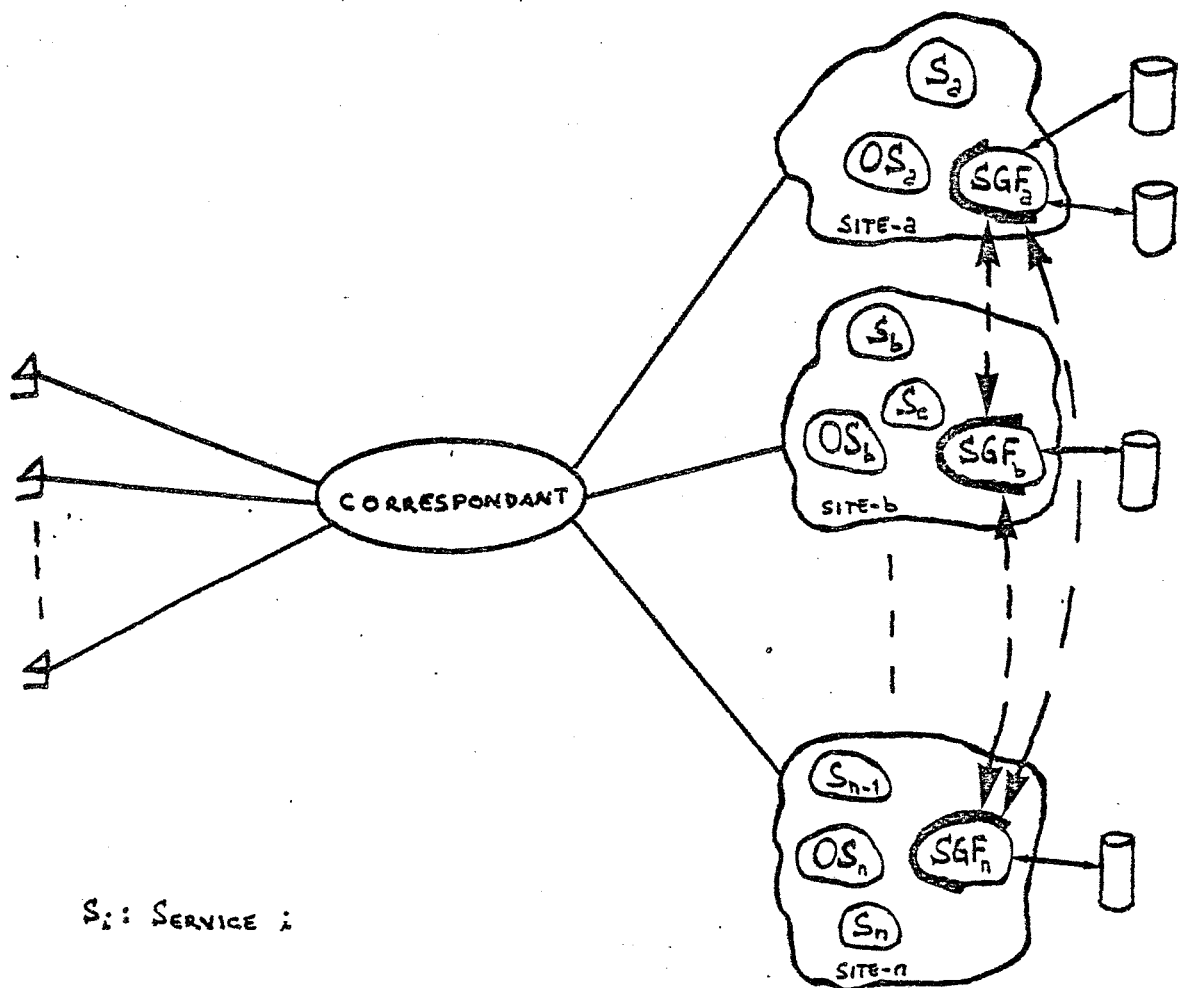 Sa
OSa
SGFa
SITE-a
Sb
Sc
OSb
SGFb
SITE-b
CORRESPONDANT
Sn-1
OSn
SGFn
Sn
SITE-n
Si: SERVICE i